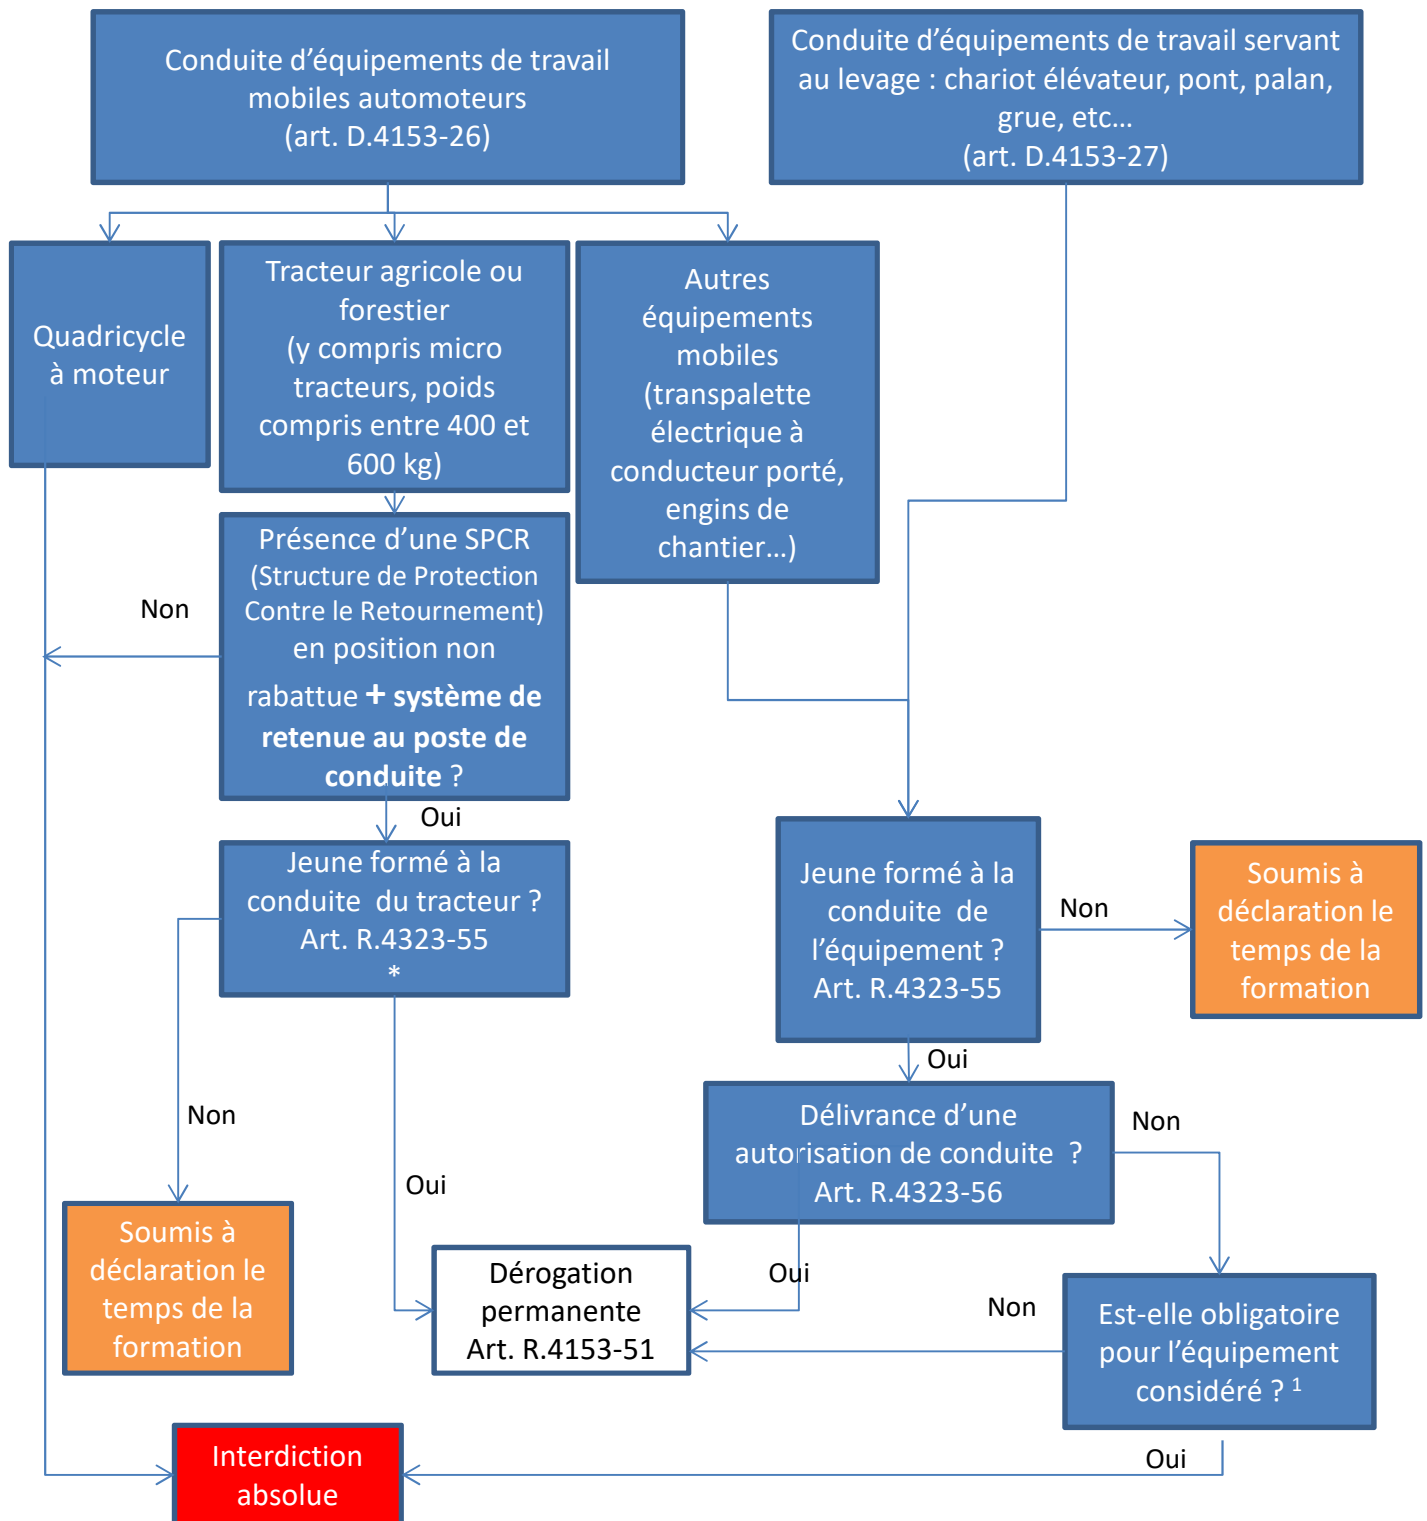 Conduite d’équipements de travail
mobiles automoteurs
(art. D.4153-26)
Conduite d’équipements de travail servant
au levage : chariot élévateur, pont, palan,
grue, etc…
(art. D.4153-27)
Quadricycle
à moteur
Tracteur agricole ou
forestier
(y compris micro
tracteurs, poids
compris entre 400 et
600 kg)
Autres
équipements
mobiles
(transpalette
électrique à
conducteur porté,
engins de
chantier…)
Présence d’une SPCR
(Structure de Protection
Contre le Retournement)
en position non
rabattue + système de
retenue au poste de
conduite ?
Non
Oui
Jeune formé à la
conduite du tracteur ?
Art. R.4323-55
*
Jeune formé à la
conduite de
l’équipement ?
Art. R.4323-55
Non
Soumis à
déclaration le
temps de la
formation
Oui
Délivrance d’une
autorisation de conduite ?
Art. R.4323-56
Non
Non
Oui
Soumis à
déclaration le
temps de la
formation
Dérogation
permanente
Art. R.4153-51
Oui
Non
Est-elle obligatoire
pour l’équipement
considéré ? 1
Oui
Interdiction
absolue